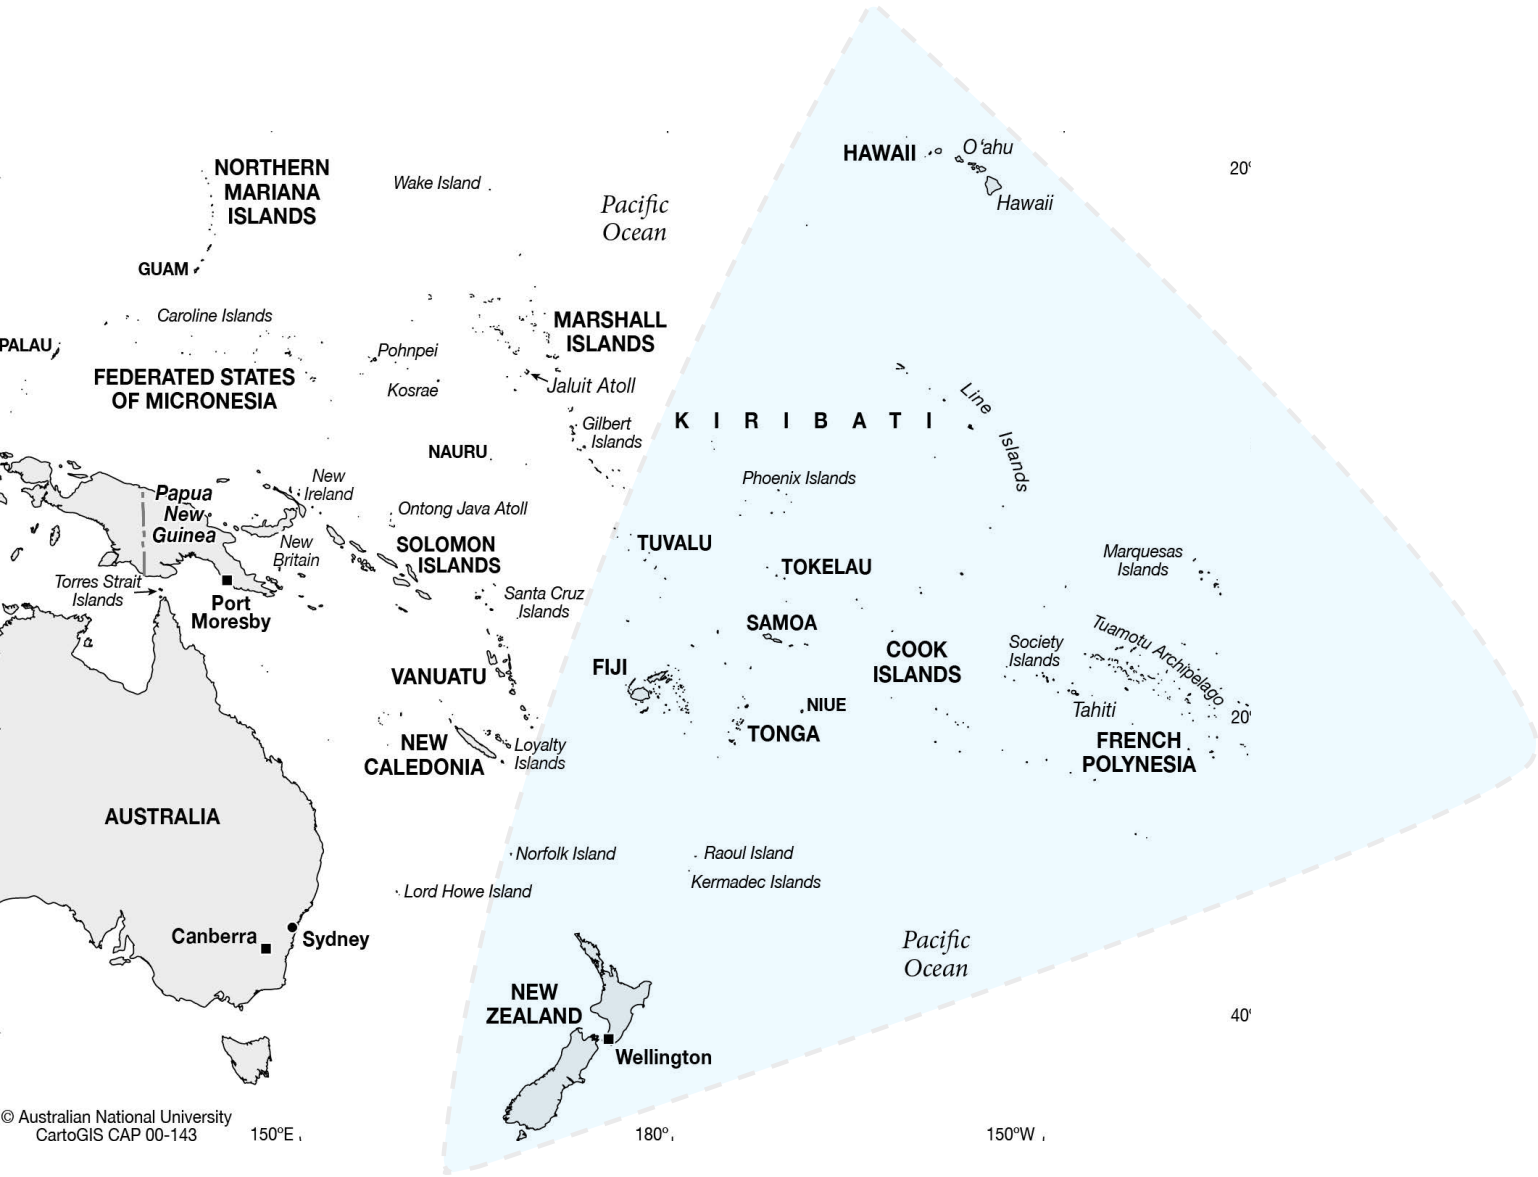 HAWAII
O‘ahu
Hawaii
20°
NORTHERN
MARIANA
ISLANDS
Wake Island
Pacific
Ocean
GUAM
Caroline Islands
MARSHALL
ISLANDS
PALAU
Pohnpei
FEDERATED STATES
OF MICRONESIA
Kosrae
Jaluit Atoll
Line
Islands
KIRIBATI
Gilbert
Islands
NAURU
Phoenix Islands
New
Ireland
Papua
New
Guinea
Ontong Java Atoll
New
Britain
SOLOMON
ISLANDS
TUVALU
TOKELAU
Marquesas
Islands
Torres Strait
Islands
Port
Moresby
Santa Cruz
Islands
SAMOA
COOK
ISLANDS
Society
Islands
Tuamotu Archipelago
VANUATU
FIJI
NIUE
Tahiti
20°
TONGA
NEW
CALEDONIA
Loyalty
Islands
FRENCH
POLYNESIA
AUSTRALIA
Norfolk Island
Raoul Island
Kermadec Islands
Lord Howe Island
Canberra
Sydney
Pacific
Ocean
NEW
ZEALAND
40°
Wellington
© Australian National University
CartoGIS CAP 00-143
150°E
180°
150°W